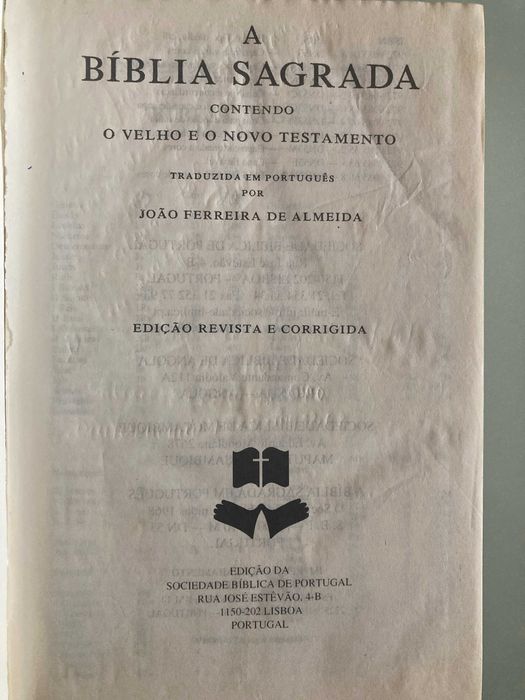 A
BÍBLIA SAGRADA
CONTENDO
O VELHO E O NOVO TESTAMENTO
TRADUZIDA EM PORTUGUÊS
POR
JOÃO FERREIRA DE ALMEIDA
EDIÇÃO REVISTA E CORRIGIDA
EDIÇÃO DA
SOCIEDADE BÍBLICA DE PORTUGAL
RUA JOSÉ ESTÊVÃO, 4-B
1150-202 LISBOA
PORTUGAL